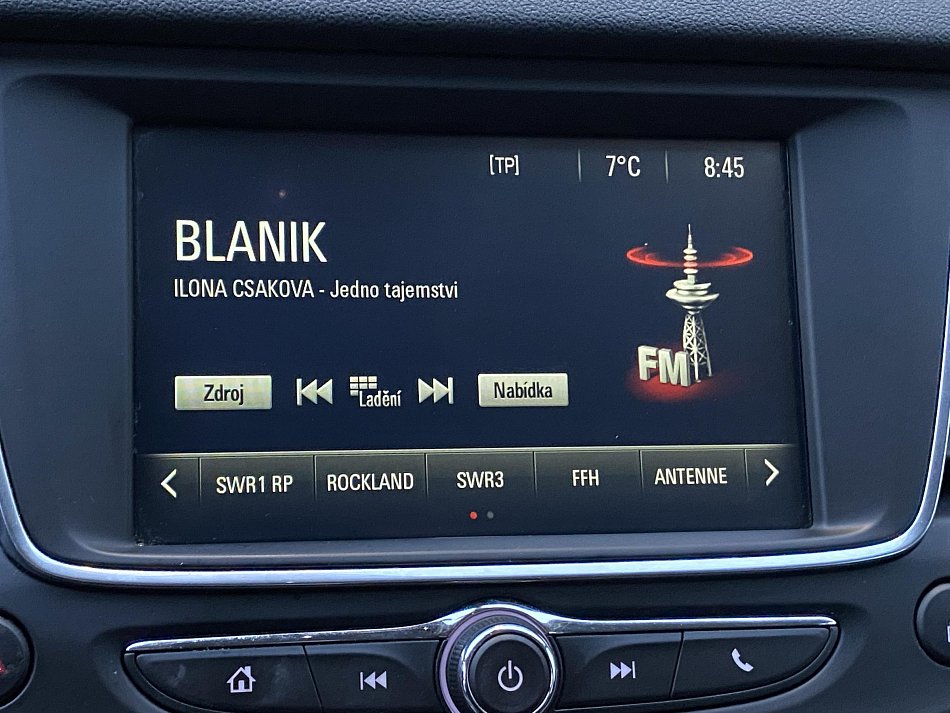 [TP] 7°C 8:45
BLANIK
ILONA CSAKOVA - Jedno tajemstvi
FM
Zdroj Ladění Nabídka
SWR1 RP ROCKLAND SWR3 FFH ANTENNE